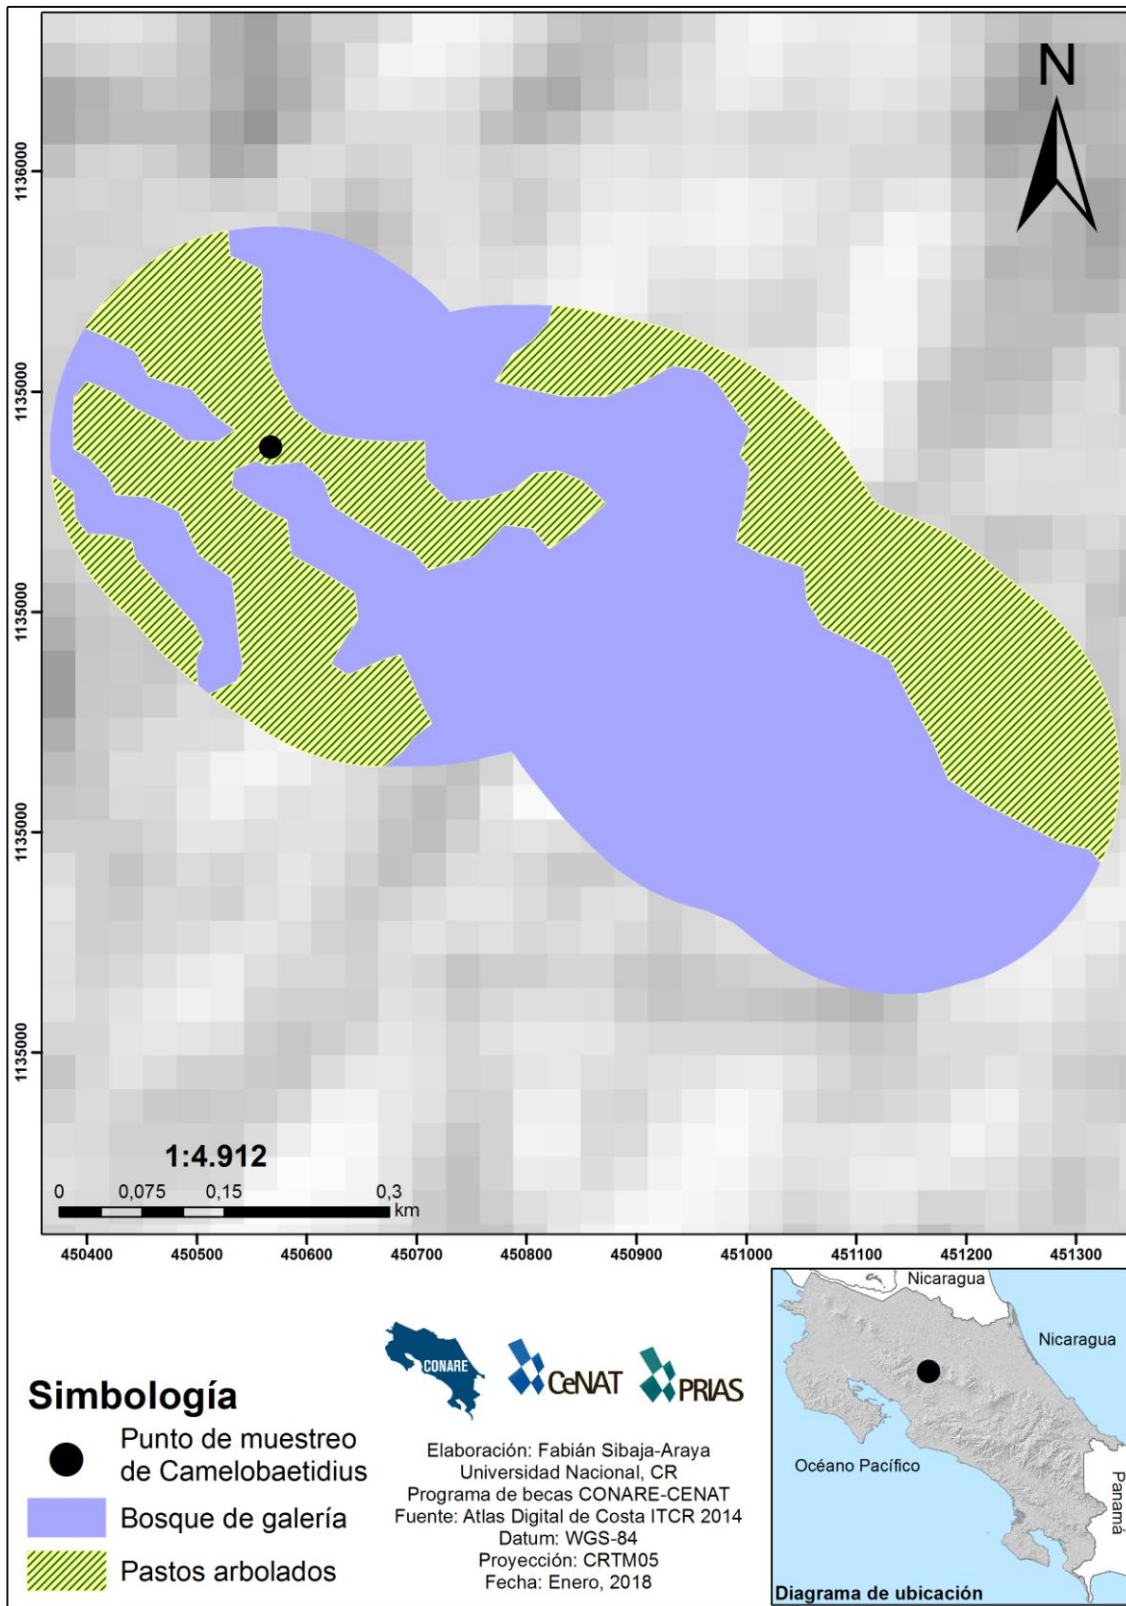 N
1136000
1135000
1135000
1135000
1135000
1:4.912
0 0,075 0,15 0,3
km
450400 450500 450600 450700 450800 450900 451000 451100 451200 451300
Simbología
Punto de muestreo
de Camelobaetidius
Bosque de galería
Pastos arbolados
CONARE
CeNAT
PRIAS
Elaboración: Fabián Sibaja-Araya
Universidad Nacional, CR
Programa de becas CONARE-CENAT
Fuente: Atlas Digital de Costa ITCR 2014
Datum: WGS-84
Proyección: CRTM05
Fecha: Enero, 2018
Nicaragua
Nicaragua
Océano Pacífico
Panamá
Diagrama de ubicación